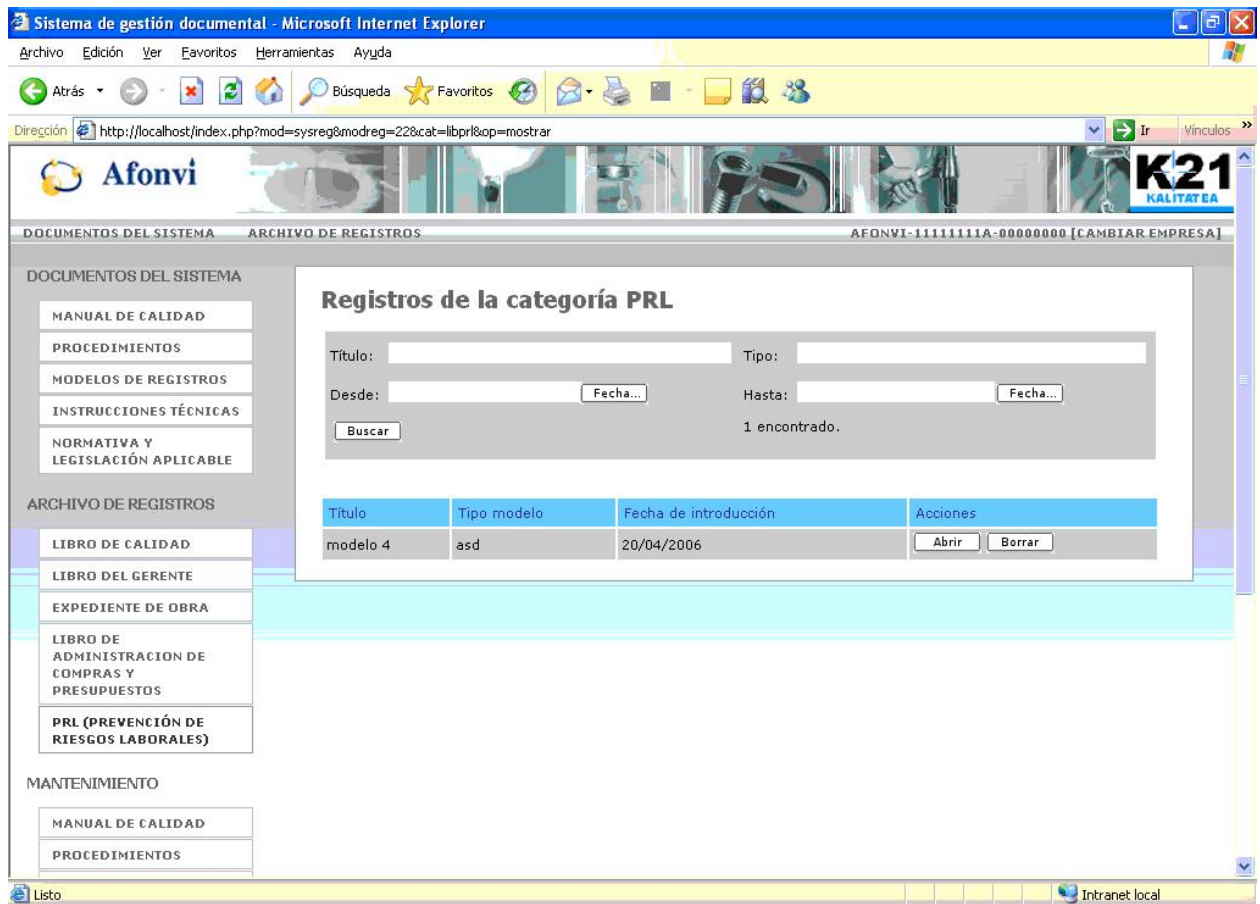 Sistema de gestión documental - Microsoft Internet Explorer
Archivo Edición Ver Favoritos Herramientas Ayuda
Atrás Búsqueda Favoritos
Dirección http://localhost/index.php?mod=sysreg&modreg=22&cat=libprl&op=mostrar Ir Vínculos »
Afonvi K21
KALITATEA
DOCUMENTOS DEL SISTEMA ARCHIVO DE REGISTROS AFONVI-11111111A-00000000 [CAMBIAR EMPRESA]
DOCUMENTOS DEL SISTEMA
MANUAL DE CALIDAD
PROCEDIMIENTOS
MODELOS DE REGISTROS
INSTRUCCIONES TÉCNICAS
NORMATIVA Y
LEGISLACIÓN APLICABLE
ARCHIVO DE REGISTROS
LIBRO DE CALIDAD
LIBRO DEL GERENTE
EXPEDIENTE DE OBRA
LIBRO DE
ADMINISTRACION DE
COMPRAS Y
PRESUPUESTOS
PRL (PREVENCIÓN DE
RIESGOS LABORALES)
MANTENIMIENTO
MANUAL DE CALIDAD
PROCEDIMIENTOS
Registros de la categoría PRL
Título: Tipo:
Desde: Fecha... Hasta: Fecha...
Buscar 1 encontrado.
Título Tipo modelo Fecha de introducción Acciones
modelo 4 asd 20/04/2006 Abrir Borrar
Listo Intranet local